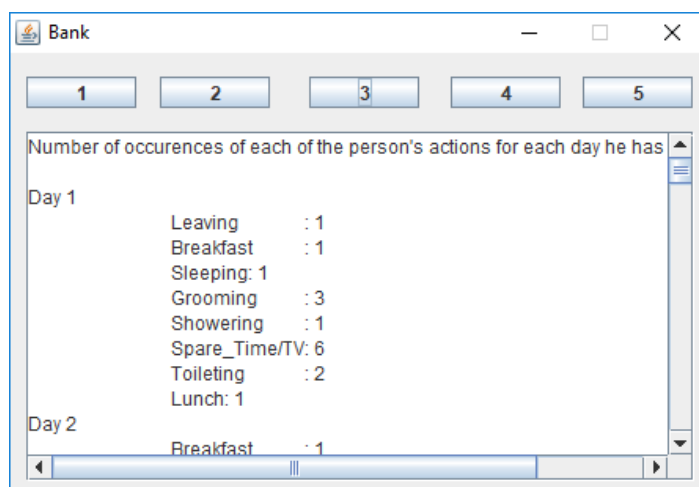 Bank
1 2 3 4 5
Number of occurences of each of the person's actions for each day he has
Day 1
Leaving : 1
Breakfast : 1
Sleeping: 1
Grooming : 3
Showering : 1
Spare_Time/TV: 6
Toileting : 2
Lunch: 1
Day 2
Breakfast : 1